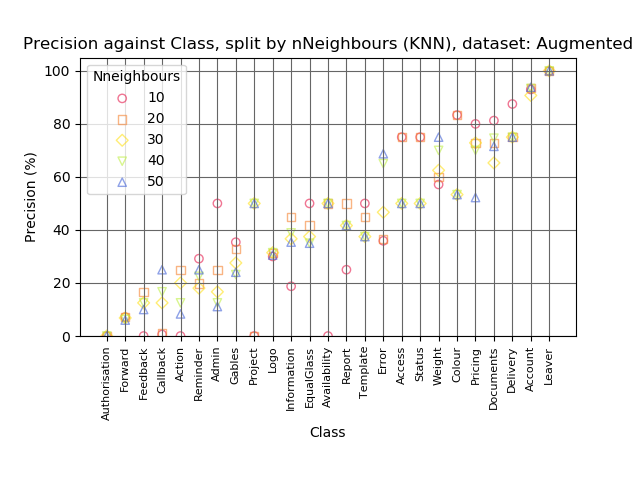 Precision against Class, split by nNeighbours (KNN), dataset: Augmented
Nneighbours
10
20
30
40
50
Precision (%)
100
80
60
40
20
0
Authorisation
Forward
Feedback
Callback
Action
Reminder
Admin
Gables
Project
Logo
Information
EqualGlass
Availability
Report
Template
Error
Access
Status
Weight
Colour
Pricing
Documents
Delivery
Account
Leaver
Class